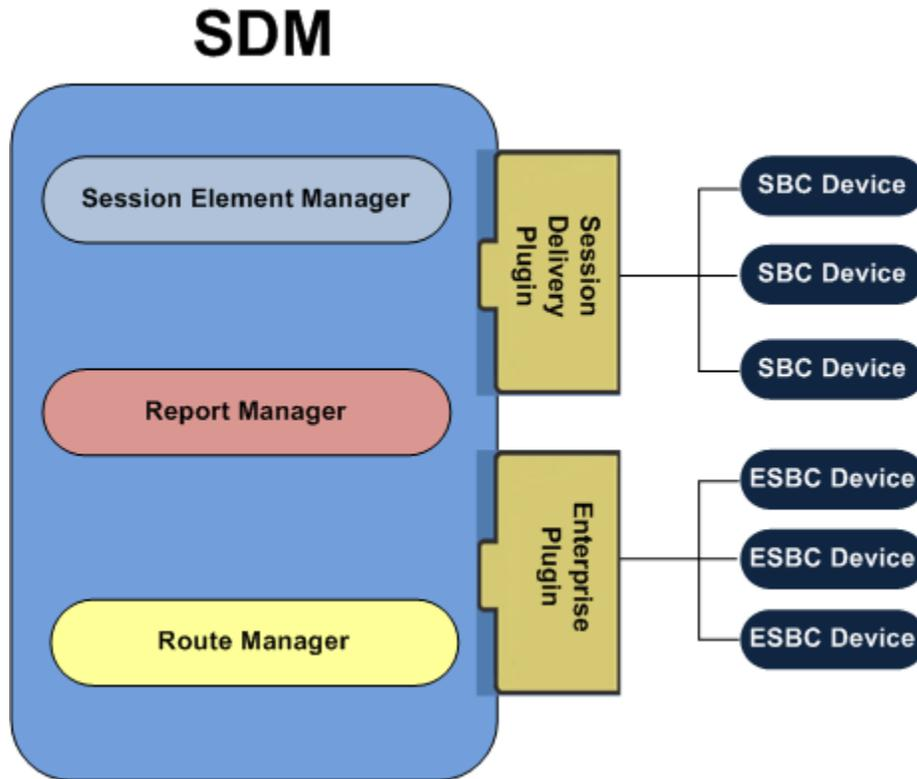 SDM
Session Element Manager
Report Manager
Route Manager
Session
Delivery
Plugin
Enterprise
Plugin
SBC Device
SBC Device
SBC Device
ESBC Device
ESBC Device
ESBC Device